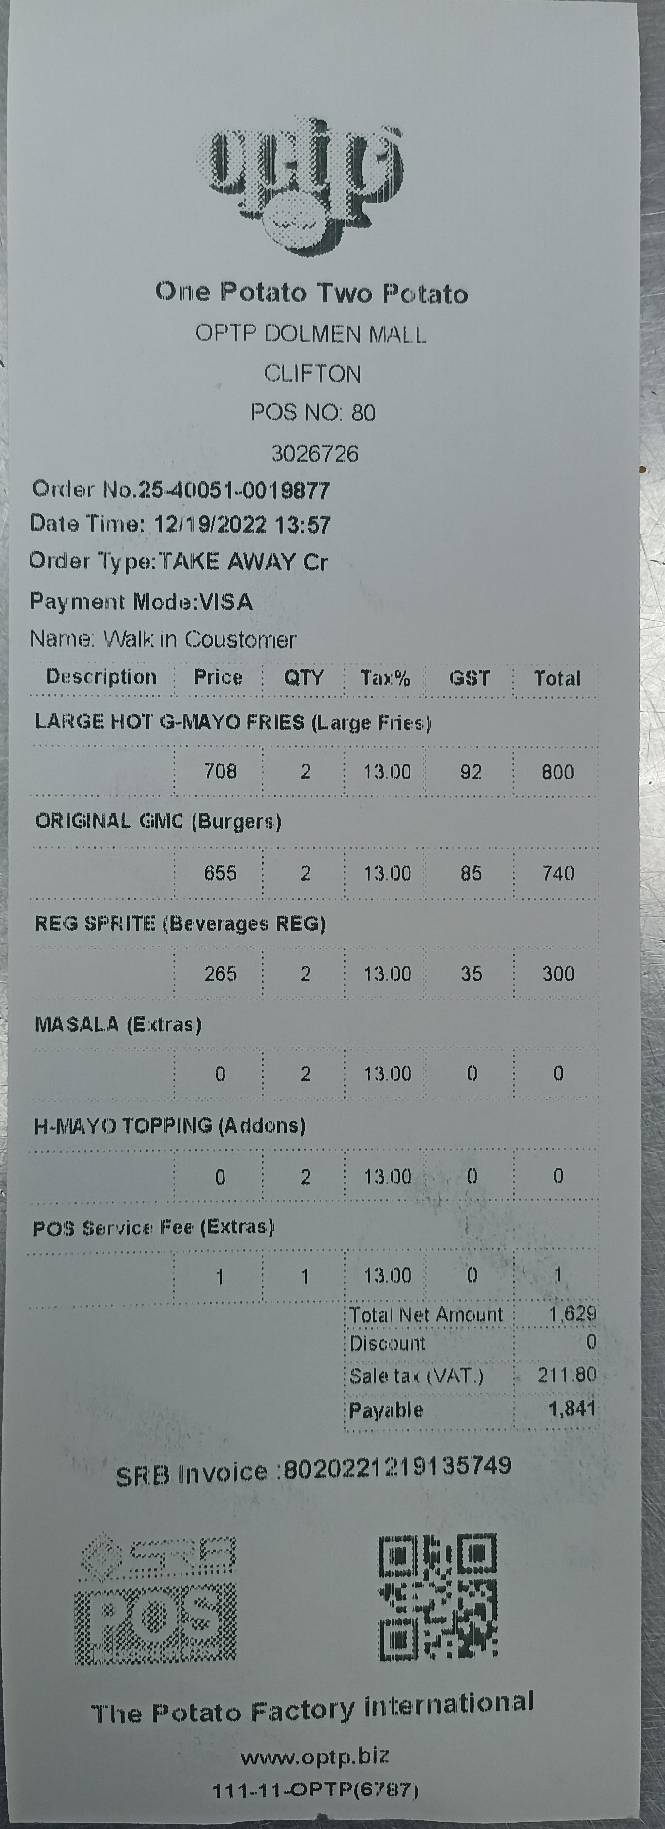 optp
One Potato Two Potato
OPTP DOLMEN MALL
CLIFTON
POS NO: 80
3026726
Order No.25-40051-0019877
Date Time: 12/19/2022 13:57
Order Type:TAKE AWAY Cr
Payment Mode:VISA
Name: Walk in Coustomer
Description Price QTY Tax% GST Total
LARGE HOT G-MAYO FRIES (Large Fries)
708 2 13.00 92 800
ORIGINAL GMC (Burgers)
655 2 13.00 85 740
REG SPRITE (Beverages REG)
265 2 13.00 35 300
MASALA (Extras)
0 2 13.00 0 0
H-MAYO TOPPING (Addons)
0 2 13.00 0 0
POS Service Fee (Extras)
1 1 13.00 0 1
Total Net Amount 1,629
Discount 0
Sale tax (VAT.) 211.80
Payable 1,841
SRB Invoice :8020221219135749
SRB
POS
The Potato Factory international
www.optp.biz
111-11-OPTP(6787)